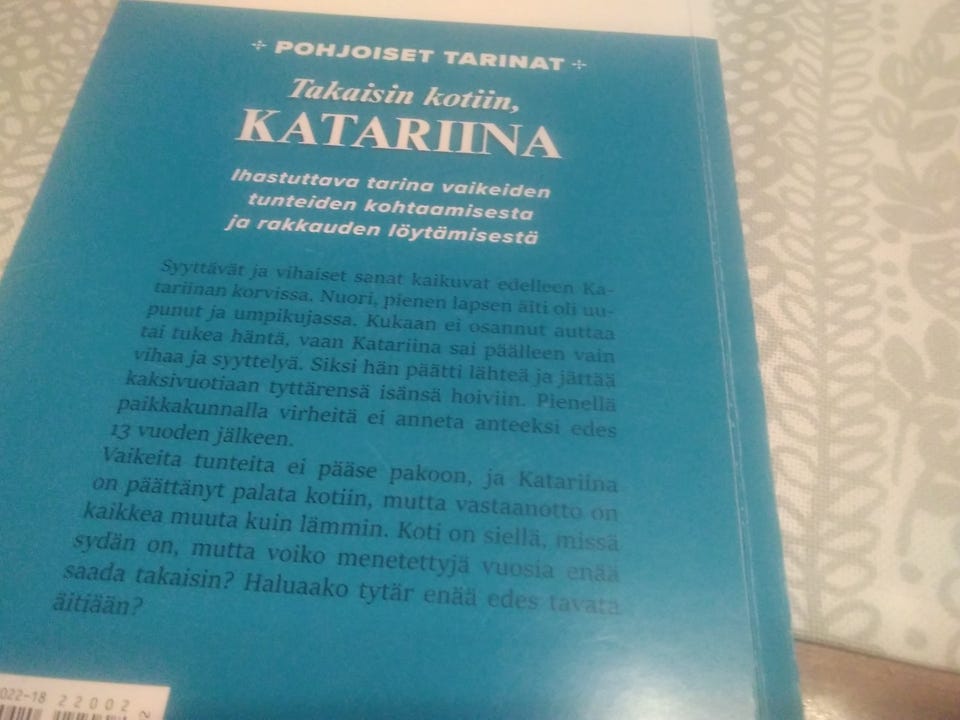 ÷ POHJOISET TARINAT ÷
Takaisin kotiin,
KATARIINA
Ihastuttava tarina vaikeiden
tunteiden kohtaamisesta
ja rakkauden löytämisestä
Syyttävät ja vihaiset sanat kaikuvat edelleen Ka-
tariinan korvissa. Nuori, pienen lapsen äiti oli uu-
punut ja umpikujassa. Kukaan ei osannut auttaa
tai tukea häntä, vaan Katariina sai päälleen vain
vihaa ja syyttelyä. Siksi hän päätti lähteä ja jättää
kaksivuotiaan tyttärensä isänsä hoiviin. Pienellä
paikkakunnalla virheitä ei anneta anteeksi edes
13 vuoden jälkeen.
Vaikeita tunteita ei pääse pakoon, ja Katariina
on päättänyt palata kotiin, mutta vastaanotto on
kaikkea muuta kuin lämmin. Koti on siellä, missä
sydän on, mutta voiko menetettyjä vuosia enää
saada takaisin? Haluaako tytär enää edes tavata
äitiään?
022-18 22002
2